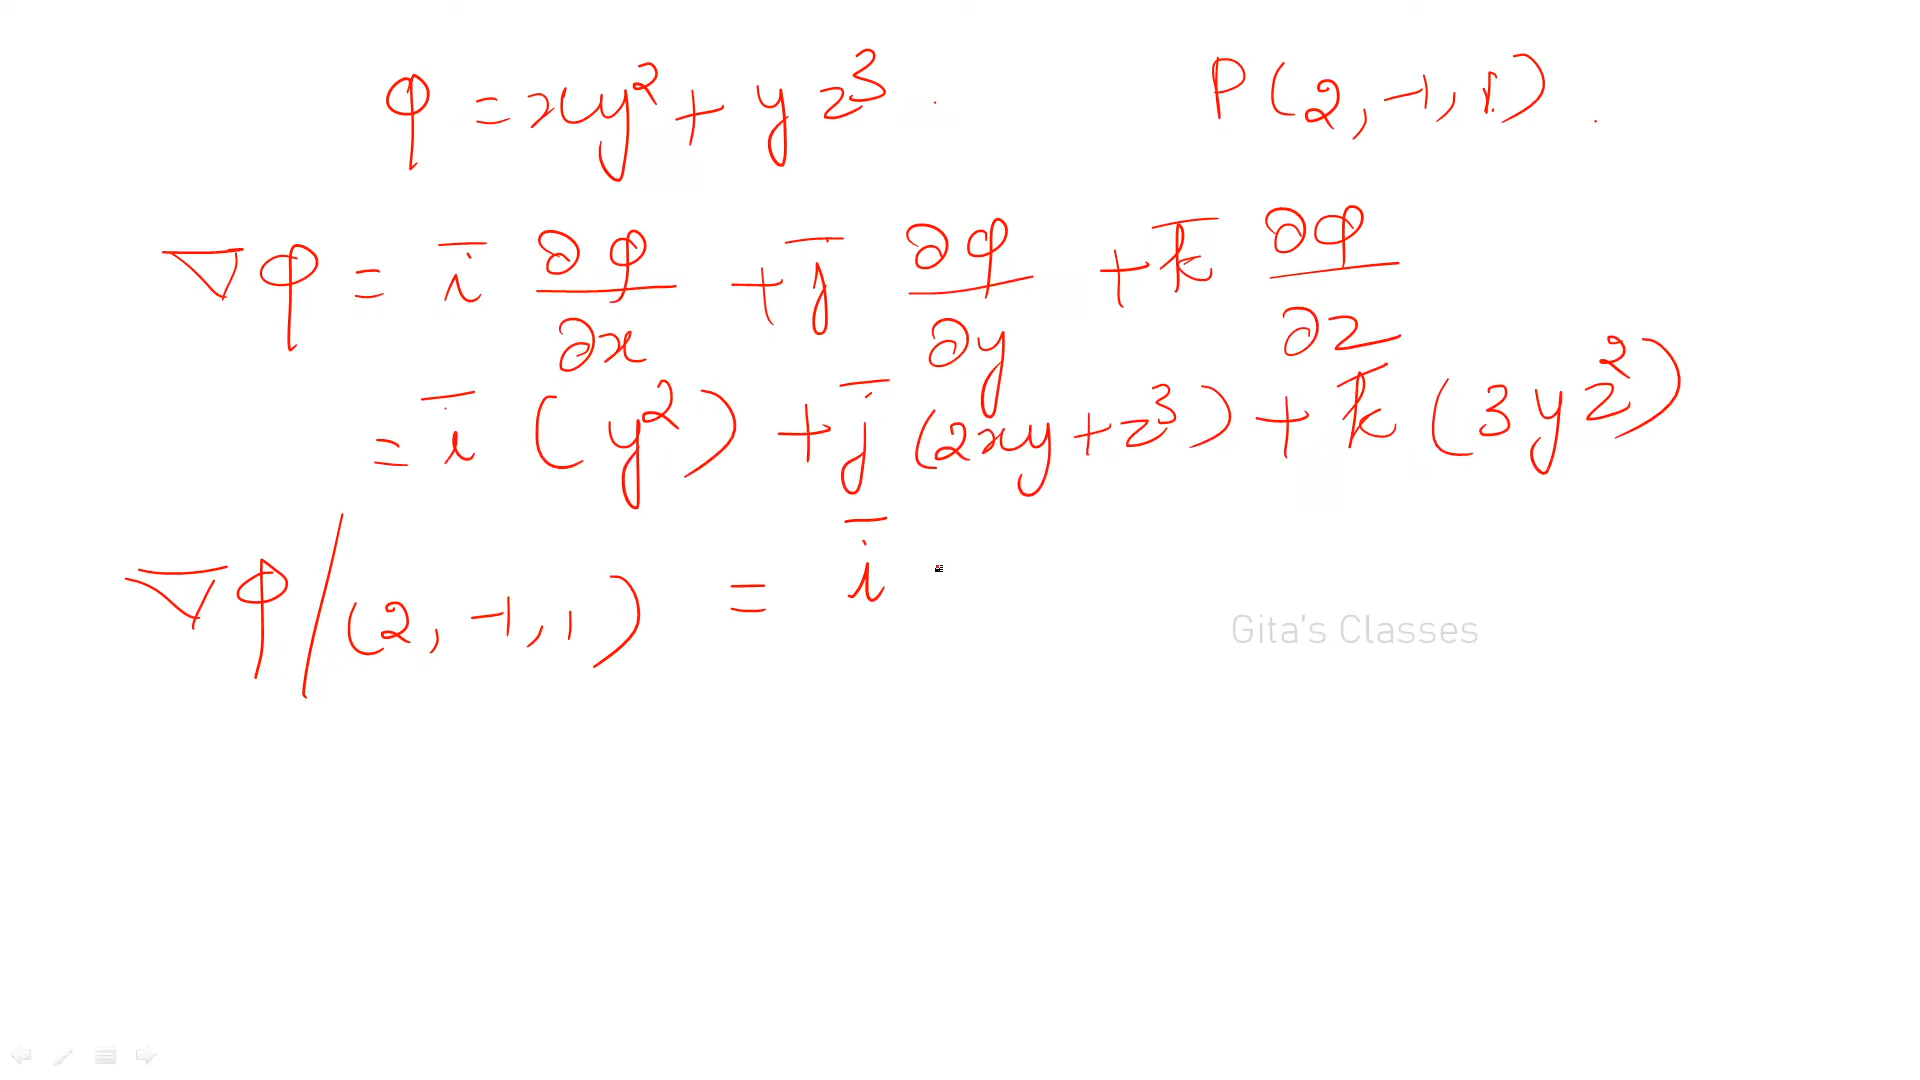 φ = xy² + yz³ . P(2, -1, 1) .
∇φ = i̅ ∂φ/∂x + j̅ ∂φ/∂y + k̅ ∂φ/∂z
= i̅ (y²) + j̅ (2xy + z³) + k̅ (3yz²)
∇φ/(2, -1, 1) = i̅
Gita's Classes